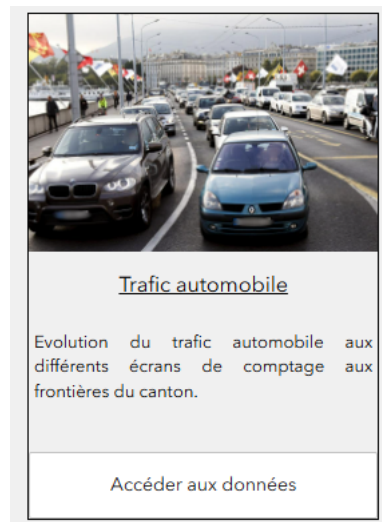 Trafic automobile
Evolution du trafic automobile aux
différents écrans de comptage aux
frontières du canton.
Accéder aux données